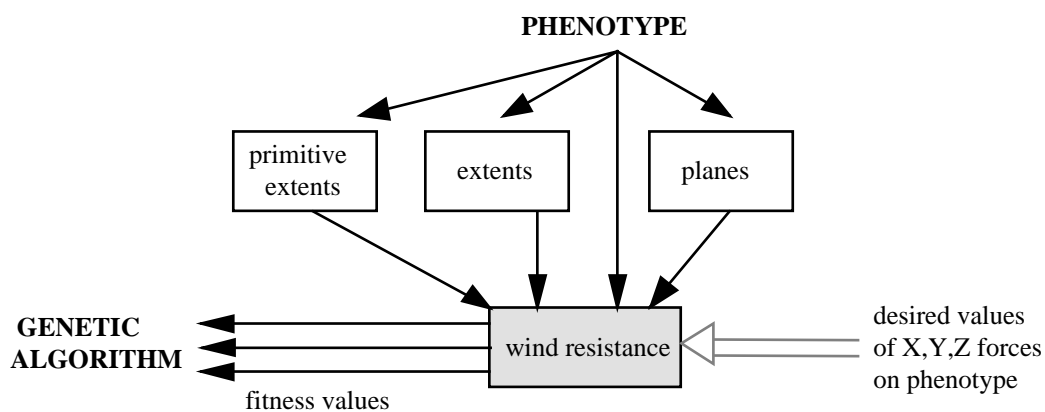 PHENOTYPE
primitive
extents
extents
planes
GENETIC
ALGORITHM
wind resistance
desired values
of X,Y,Z forces
on phenotype
fitness values